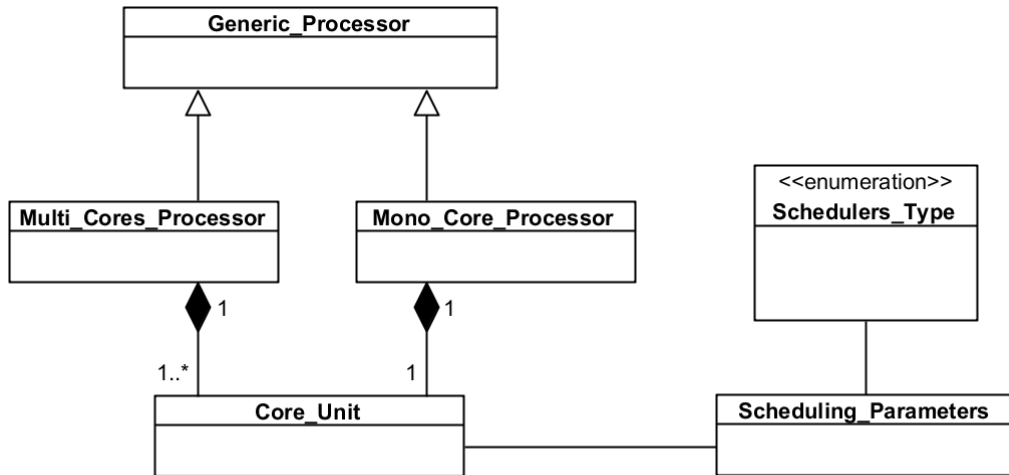 Generic_Processor
<<enumeration>>
Schedulers_Type
Multi_Cores_Processor
Mono_Core_Processor
1
1
1..*
1
Core_Unit
Scheduling_Parameters